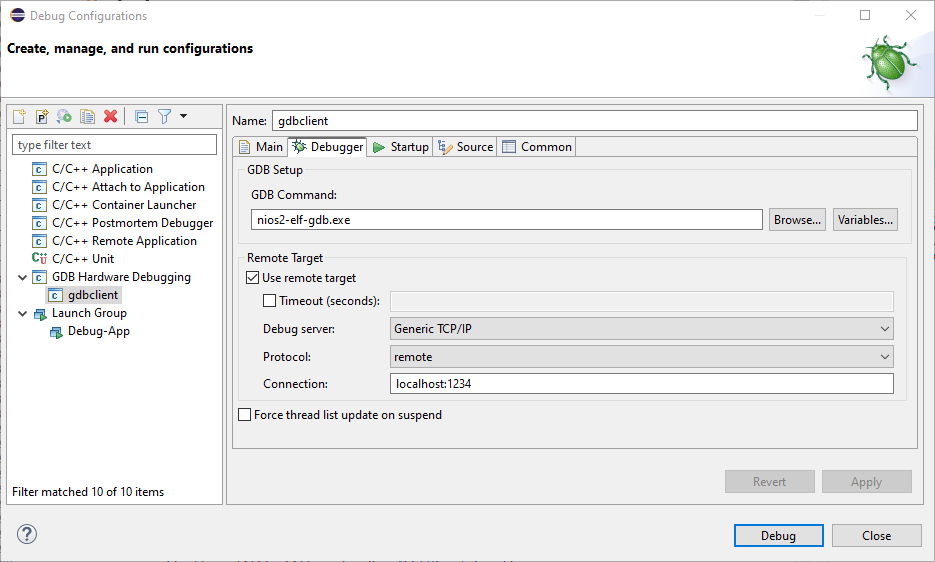 Debug Configurations
Create, manage, and run configurations
type filter text
C/C++ Application
C/C++ Attach to Application
C/C++ Container Launcher
C/C++ Postmortem Debugger
C/C++ Remote Application
C/C++ Unit
GDB Hardware Debugging
gdbclient
Launch Group
Debug-App
Filter matched 10 of 10 items
Name: gdbclient
Main Debugger Startup Source Common
GDB Setup
GDB Command:
nios2-elf-gdb.exe Browse... Variables...
Remote Target
Use remote target
Timeout (seconds):
Debug server: Generic TCP/IP
Protocol: remote
Connection: localhost:1234
Force thread list update on suspend
Revert Apply
? Debug Close